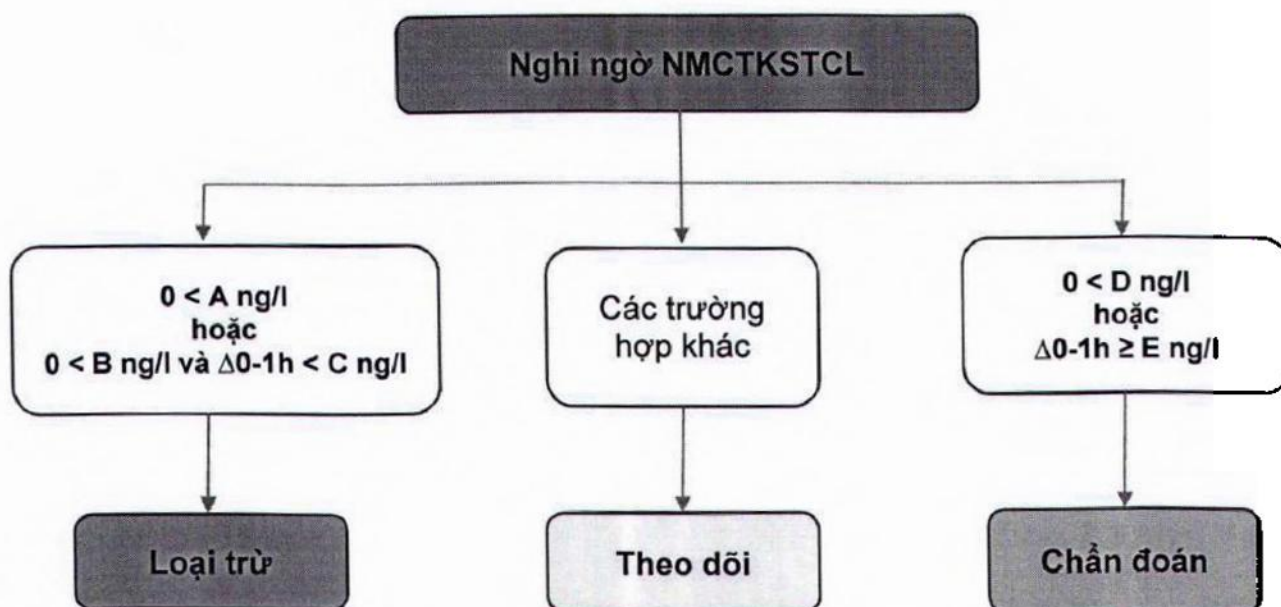 Nghi ngờ NMCTKSTCL
0 < A ng/l
hoặc
0 < B ng/l và Δ0-1h < C ng/l
Các trường
hợp khác
0 < D ng/l
hoặc
Δ0-1h ≥ E ng/l
Loại trừ
Theo dõi
Chẩn đoán